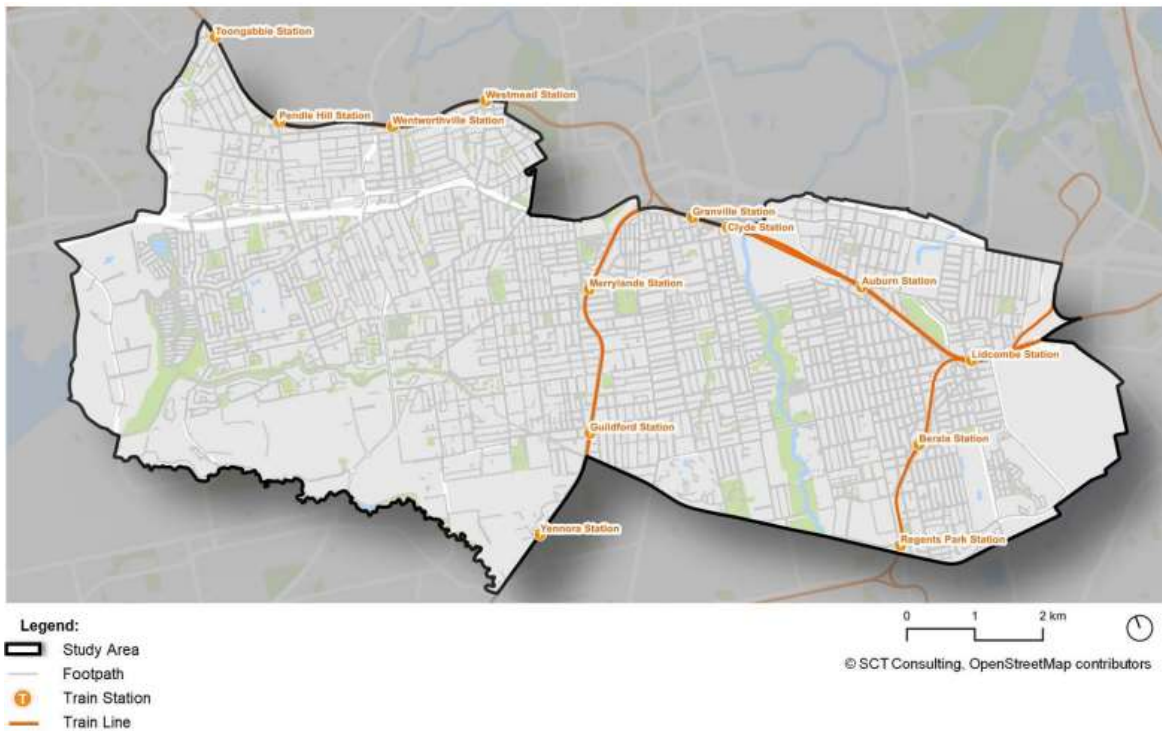 Toongabbie Station
Westmead Station
Pendle Hill Station
Wentworthville Station
Granville Station
Clyde Station
Merrylands Station
Auburn Station
Lidcombe Station
Guildford Station
Berala Station
Yennora Station
Regents Park Station
Legend:
Study Area
Footpath
T Train Station
Train Line
0 1 2 km
© SCT Consulting, OpenStreetMap contributors